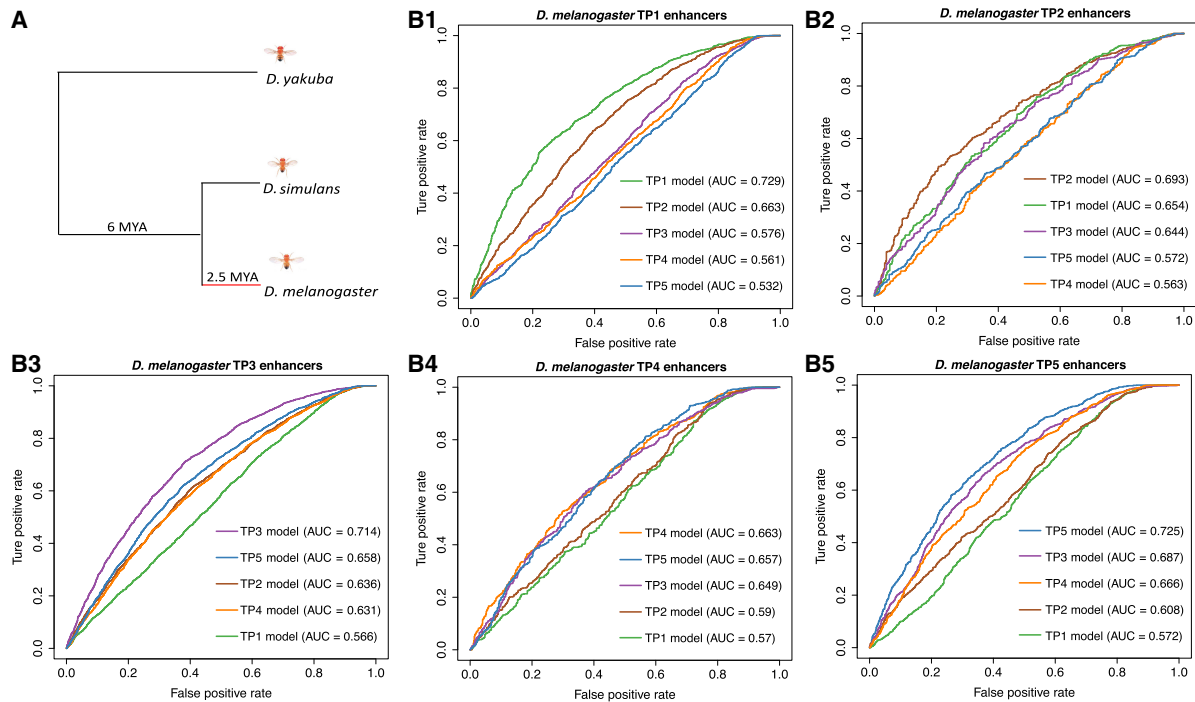 A
D. yakuba
D. simulans
6 MYA
2.5 MYA
D. melanogaster
B1
D. melanogaster TP1 enhancers
Ture positive rate
1.0
0.8
0.6
0.4
0.2
0.0
TP1 model (AUC = 0.729)
TP2 model (AUC = 0.663)
TP3 model (AUC = 0.576)
TP4 model (AUC = 0.561)
TP5 model (AUC = 0.532)
0.0 0.2 0.4 0.6 0.8 1.0
False positive rate
B2
D. melanogaster TP2 enhancers
Ture positive rate
1.0
0.8
0.6
0.4
0.2
0.0
TP2 model (AUC = 0.693)
TP1 model (AUC = 0.654)
TP3 model (AUC = 0.644)
TP5 model (AUC = 0.572)
TP4 model (AUC = 0.563)
0.0 0.2 0.4 0.6 0.8 1.0
False positive rate
B3
D. melanogaster TP3 enhancers
Ture positive rate
1.0
0.8
0.6
0.4
0.2
0.0
TP3 model (AUC = 0.714)
TP5 model (AUC = 0.658)
TP2 model (AUC = 0.636)
TP4 model (AUC = 0.631)
TP1 model (AUC = 0.566)
0.0 0.2 0.4 0.6 0.8 1.0
False positive rate
B4
D. melanogaster TP4 enhancers
Ture positive rate
1.0
0.8
0.6
0.4
0.2
0.0
TP4 model (AUC = 0.663)
TP5 model (AUC = 0.657)
TP3 model (AUC = 0.649)
TP2 model (AUC = 0.59)
TP1 model (AUC = 0.57)
0.0 0.2 0.4 0.6 0.8 1.0
False positive rate
B5
D. melanogaster TP5 enhancers
Ture positive rate
1.0
0.8
0.6
0.4
0.2
0.0
TP5 model (AUC = 0.725)
TP3 model (AUC = 0.687)
TP4 model (AUC = 0.666)
TP2 model (AUC = 0.608)
TP1 model (AUC = 0.572)
0.0 0.2 0.4 0.6 0.8 1.0
False positive rate